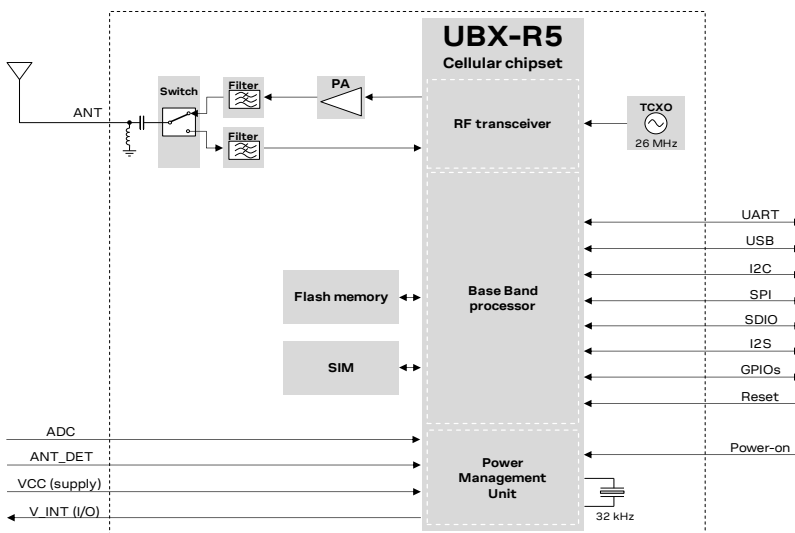 UBX-R5
Cellular chipset
Switch
Filter
PA
TCXO
ANT
RF transceiver
26 MHz
Filter
UART
USB
I2C
Flash memory
Base Band
processor
SPI
SDIO
I2S
SIM
GPIOs
Reset
ADC
Power-on
ANT_DET
Power
Management
Unit
VCC (supply)
V_INT (I/O)
32 kHz